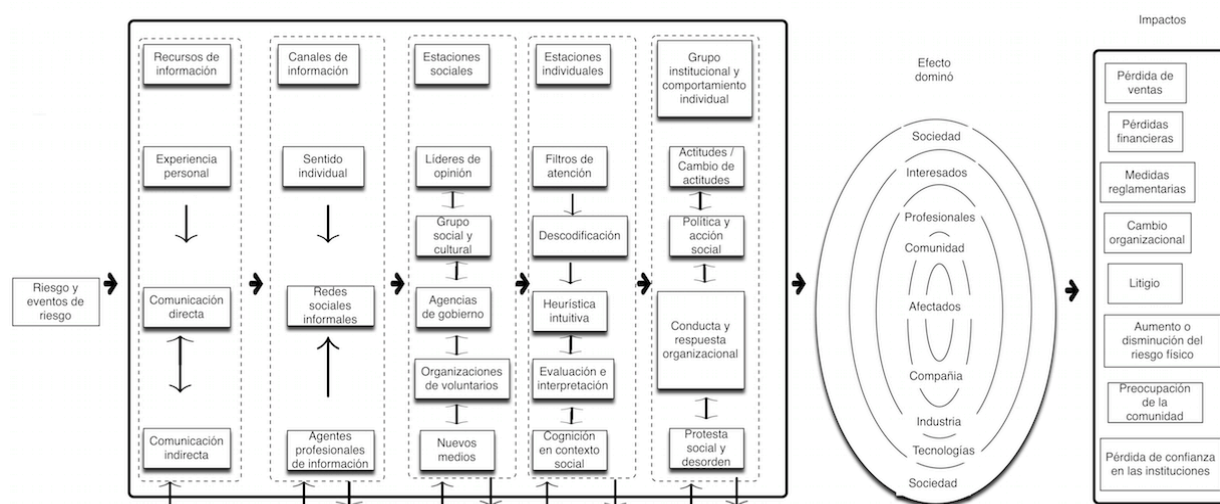 Riesgo y
eventos de
riesgo
Recursos de
información
Experiencia
personal
Comunicación
directa
Comunicación
indirecta
Canales de
información
Sentido
individual
Redes
sociales
informales
Agentes
profesionales
de información
Estaciones
sociales
Líderes de
opinión
Grupo
social y
cultural
Agencias
de gobierno
Organizaciones
de voluntarios
Nuevos
medios
Estaciones
individuales
Filtros de
atención
Descodificación
Heurística
intuitiva
Evaluación e
interpretación
Cognición
en contexto
social
Grupo
institucional y
comportamiento
individual
Actitudes /
Cambio de
actitudes
Política y
acción
social
Conducta y
respuesta
organizacional
Protesta
social y
desorden
Efecto
dominó
Sociedad
Interesados
Profesionales
Comunidad
Afectados
Compañia
Industria
Tecnologías
Sociedad
Impactos
Pérdida de
ventas
Pérdidas
financieras
Medidas
reglamentarias
Cambio
organizacional
Litigio
Aumento o
disminución del
riesgo físico
Preocupación
de la
comunidad
Pérdida de confianza
en las instituciones